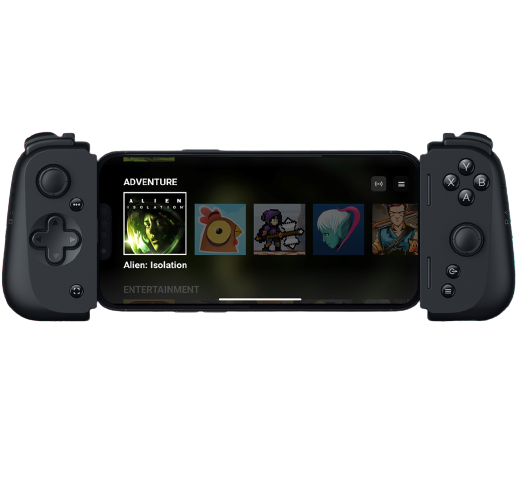 ADVENTURE
ALIEN
ISOLATION
Alien: Isolation
ENTERTAINMENT
Y
X B
A